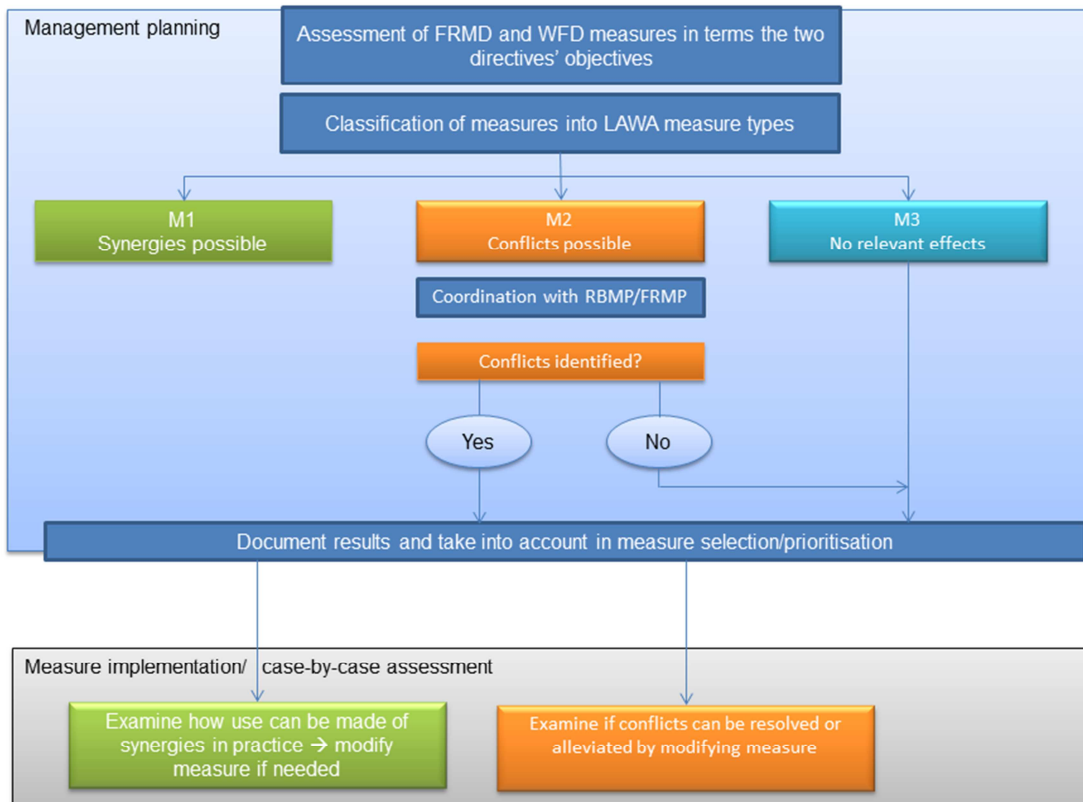 Management planning
Assessment of FRMD and WFD measures in terms the two
directives’ objectives
Classification of measures into LAWA measure types
M1
Synergies possible
M2
Conflicts possible
M3
No relevant effects
Coordination with RBMP/FRMP
Conflicts identified?
Yes
No
Document results and take into account in measure selection/prioritisation
Measure implementation/ case-by-case assessment
Examine how use can be made of
synergies in practice → modify
measure if needed
Examine if conflicts can be resolved or
alleviated by modifying measure